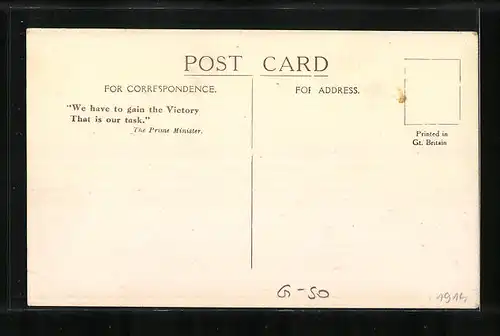 POST CARD
FOR CORRESPONDENCE.
FOR ADDRESS.
"We have to gain the Victory
That is our task."
The Prime Minister.
Printed in
Gt. Britain
G-50